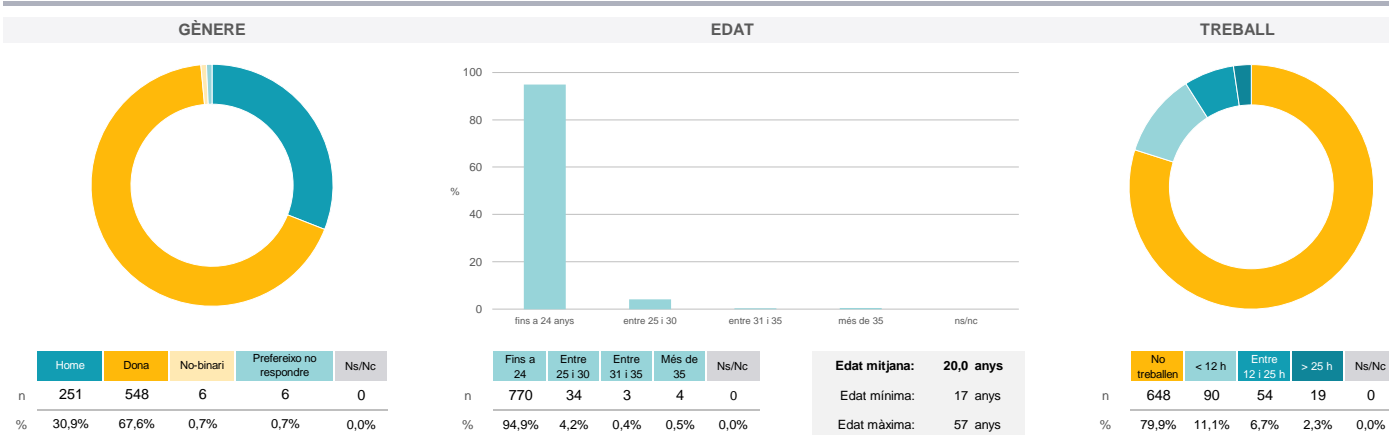 GÈNERE EDAT TREBALL
100
80
60
%
40
20
0
fins a 24 anys entre 25 i 30 entre 31 i 35 més de 35 ns/nc
Home Dona No-binari Prefereixo no respondre Ns/Nc
n 251 548 6 6 0
% 30,9% 67,6% 0,7% 0,7% 0,0%
Fins a 24 Entre 25 i 30 Entre 31 i 35 Més de 35 Ns/Nc
n 770 34 3 4 0
% 94,9% 4,2% 0,4% 0,5% 0,0%
Edat mitjana: 20,0 anys
Edat mínima: 17 anys
Edat màxima: 57 anys
No treballen < 12 h Entre 12 i 25 h > 25 h Ns/Nc
n 648 90 54 19 0
% 79,9% 11,1% 6,7% 2,3% 0,0%